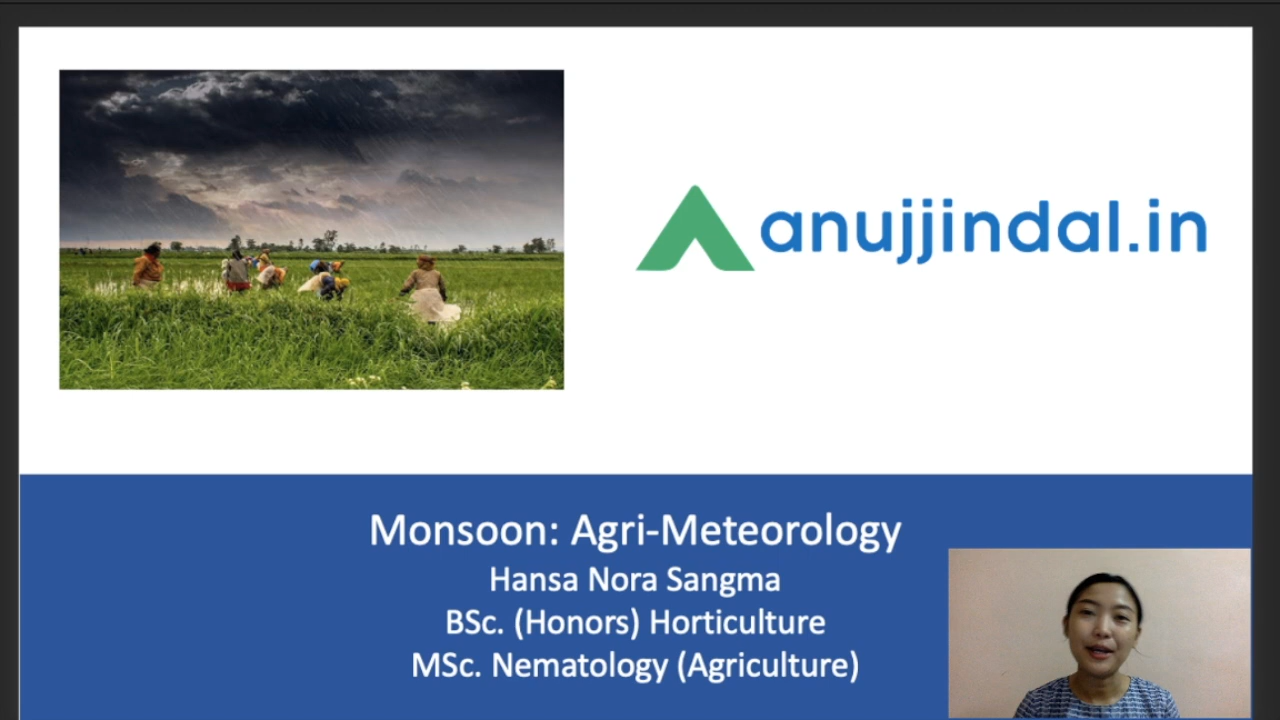 anujjindal.in
Monsoon: Agri-Meteorology
Hansa Nora Sangma
BSc. (Honors) Horticulture
MSc. Nematology (Agriculture)